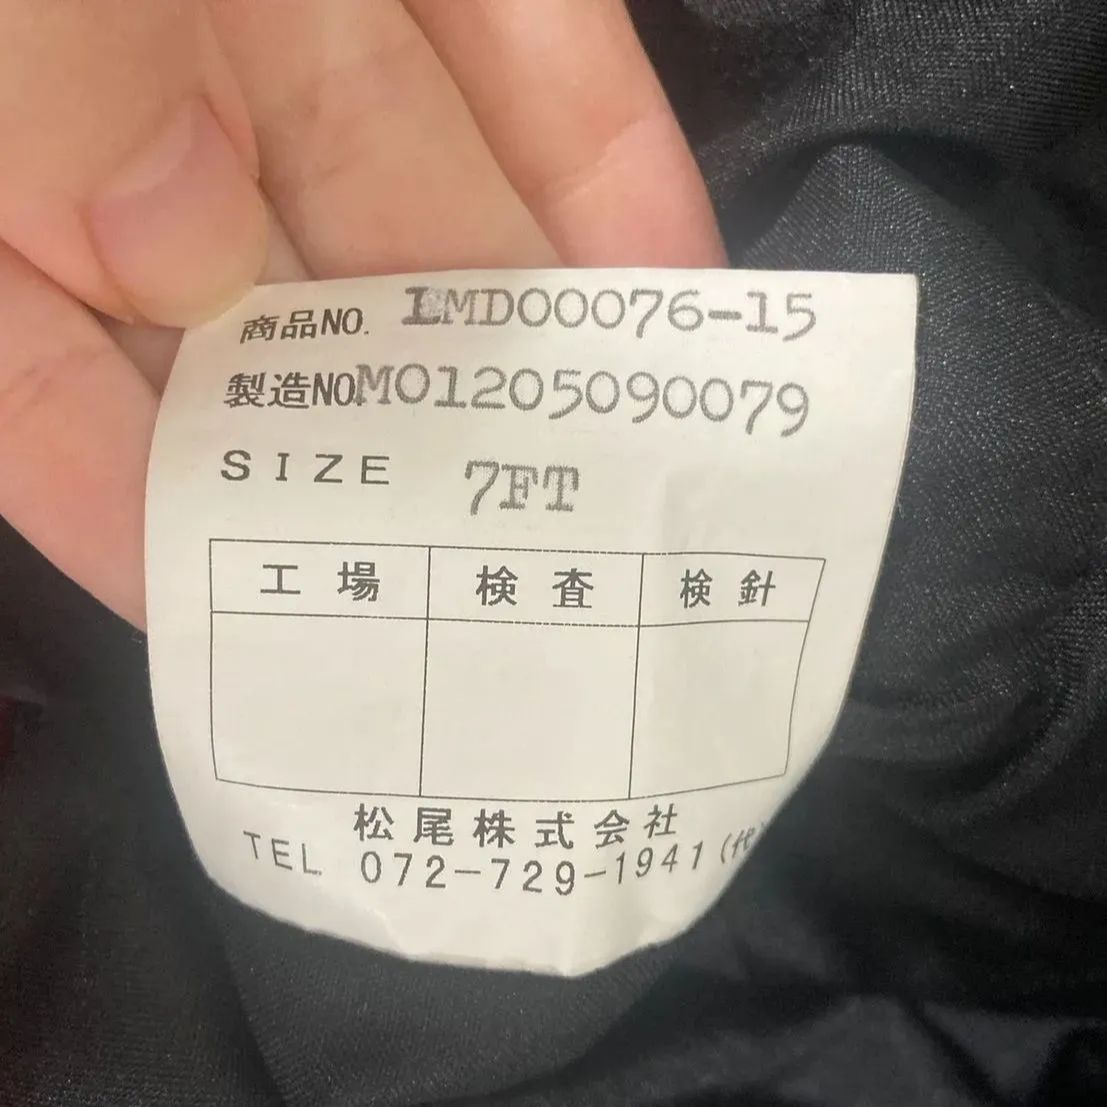 商品NO. LMD00076-15
製造NO.M01205090079
SIZE 7FT
工場 検査 検針
松尾株式会社
TEL 072-729-1941(代)